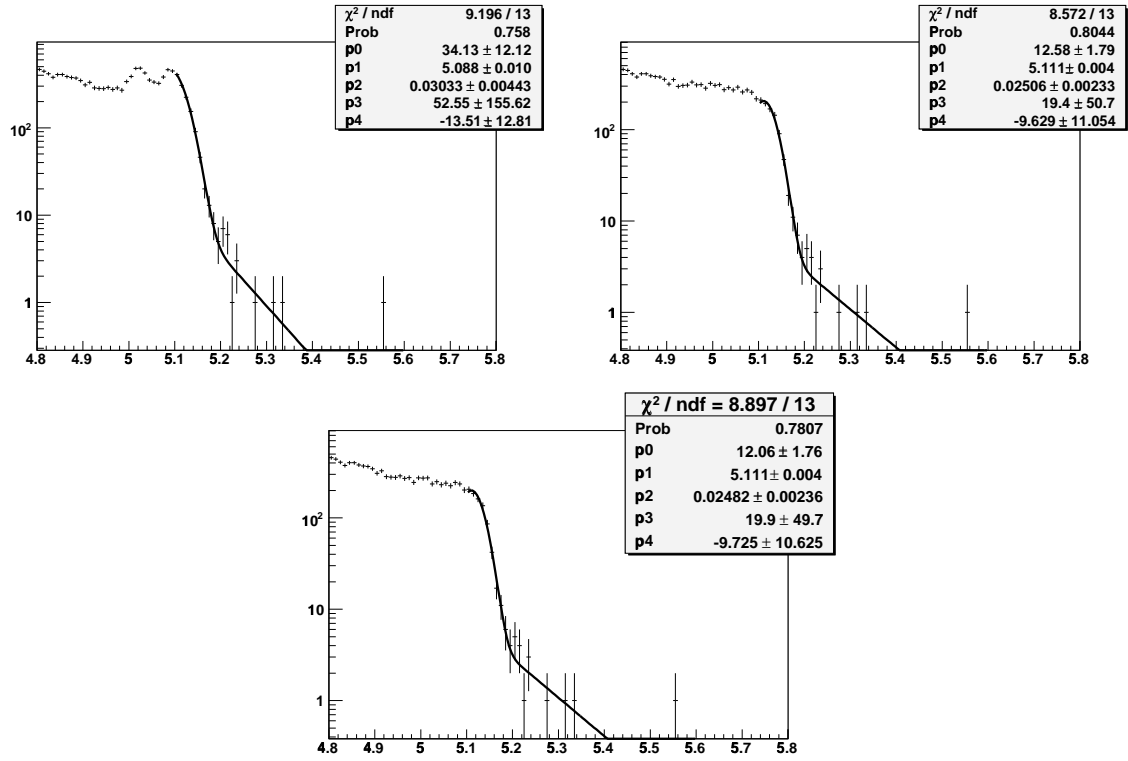 χ² / ndf 9.196 / 13
Prob 0.758
p0 34.13 ± 12.12
p1 5.088 ± 0.010
p2 0.03033 ± 0.00443
p3 52.55 ± 155.62
p4 -13.51 ± 12.81
10²
10
1
4.8 4.9 5 5.1 5.2 5.3 5.4 5.5 5.6 5.7 5.8
χ² / ndf 8.572 / 13
Prob 0.8044
p0 12.58 ± 1.79
p1 5.111 ± 0.004
p2 0.02506 ± 0.00233
p3 19.4 ± 50.7
p4 -9.629 ± 11.054
10²
10
1
4.8 4.9 5 5.1 5.2 5.3 5.4 5.5 5.6 5.7 5.8
χ² / ndf = 8.897 / 13
Prob 0.7807
p0 12.06 ± 1.76
p1 5.111 ± 0.004
p2 0.02482 ± 0.00236
p3 19.9 ± 49.7
p4 -9.725 ± 10.625
10²
10
1
4.8 4.9 5 5.1 5.2 5.3 5.4 5.5 5.6 5.7 5.8